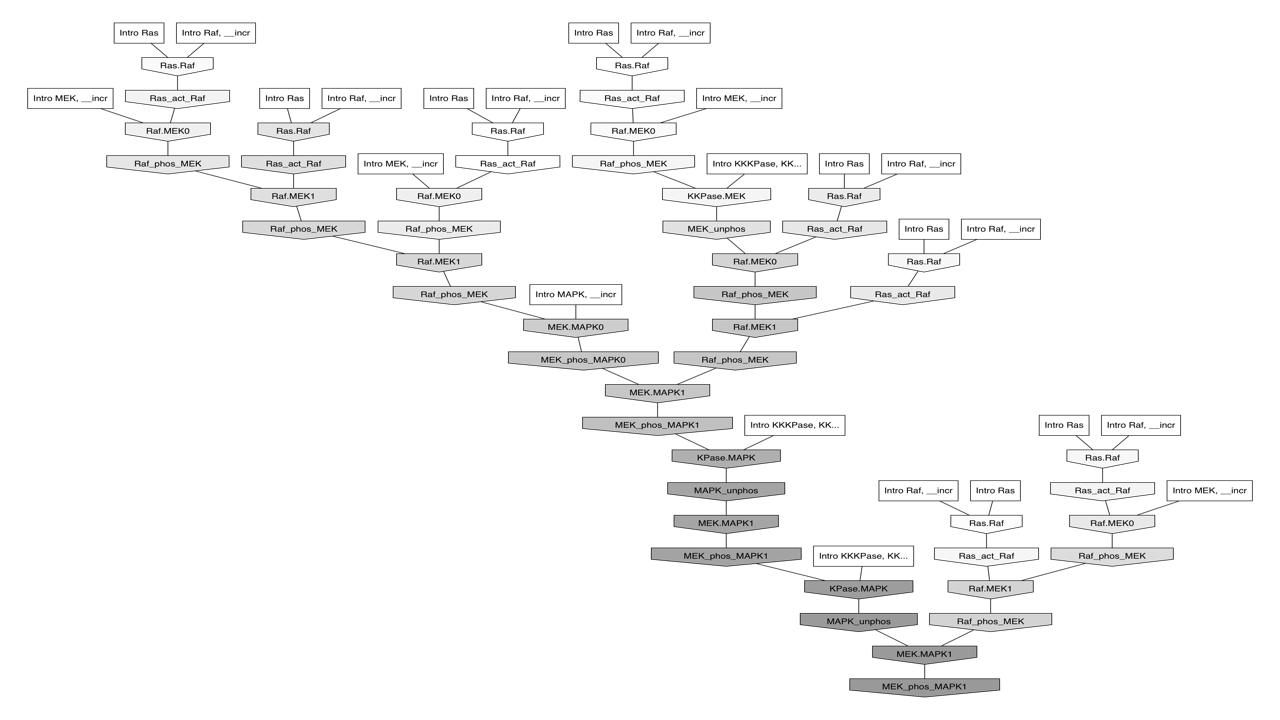 Intro Ras
Intro Raf, __incr
Intro Ras
Intro Raf, __incr
Ras.Raf
Ras.Raf
Intro MEK, __incr
Ras_act_Raf
Intro Ras
Intro Raf, __incr
Intro Ras
Intro Raf, __incr
Ras_act_Raf
Intro MEK, __incr
Raf.MEK0
Ras.Raf
Ras.Raf
Raf.MEK0
Raf_phos_MEK
Ras_act_Raf
Intro MEK, __incr
Ras_act_Raf
Raf_phos_MEK
Intro KKKPase, KK...
Intro Ras
Intro Raf, __incr
Raf.MEK1
Raf.MEK0
KKPase.MEK
Ras.Raf
Raf_phos_MEK
Raf_phos_MEK
MEK_unphos
Ras_act_Raf
Intro Ras
Intro Raf, __incr
Raf.MEK1
Raf.MEK0
Ras.Raf
Raf_phos_MEK
Intro MAPK, __incr
Raf_phos_MEK
Ras_act_Raf
MEK.MAPK0
Raf.MEK1
MEK_phos_MAPK0
Raf_phos_MEK
MEK.MAPK1
MEK_phos_MAPK1
Intro KKKPase, KK...
Intro Ras
Intro Raf, __incr
KPase.MAPK
Ras.Raf
MAPK_unphos
Intro Raf, __incr
Intro Ras
Ras_act_Raf
Intro MEK, __incr
MEK.MAPK1
Ras.Raf
Raf.MEK0
MEK_phos_MAPK1
Intro KKKPase, KK...
Ras_act_Raf
Raf_phos_MEK
KPase.MAPK
Raf.MEK1
MAPK_unphos
Raf_phos_MEK
MEK.MAPK1
MEK_phos_MAPK1